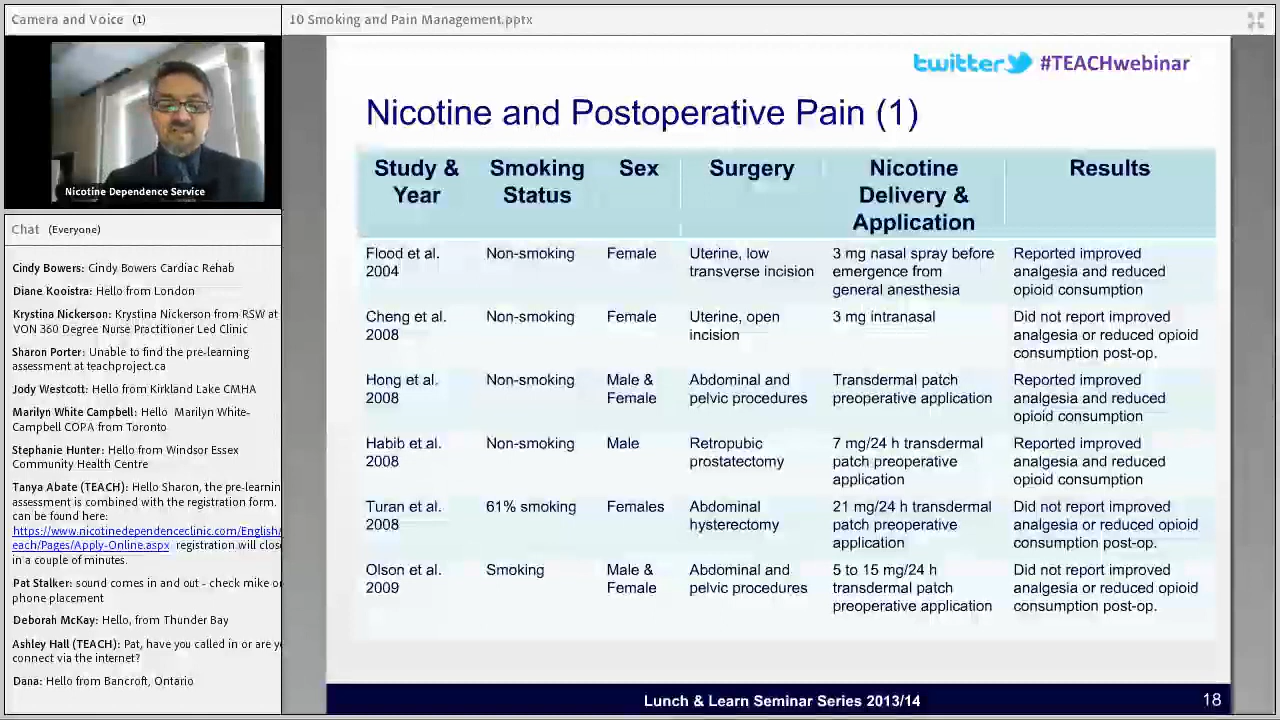 Camera and Voice (1)
10 Smoking and Pain Management.pptx
Nicotine Dependence Service
Chat (Everyone)
Cindy Bowers: Cindy Bowers Cardiac Rehab
Diane Kooistra: Hello from London
Krystina Nickerson: Krystina Nickerson from RSW at
VON 360 Degree Nurse Practitioner Led Clinic
Sharon Porter: Unable to find the pre-learning
assessment at teachproject.ca
Jody Westcott: Hello from Kirkland Lake CMHA
Marilyn White Campbell: Hello Marilyn White-
Campbell COPA from Toronto
Stephanie Hunter: Hello from Windsor Essex
Community Health Centre
Tanya Abate (TEACH): Hello Sharon, the pre-learnin
assessment is combined with the registration form.
can be found here:
https://www.nicotinedependenceclinic.com/English/
each/Pages/Apply-Online.aspx registration will clos
in a couple of minutes.
Pat Stalker: sound comes in and out - check mike or
phone placement
Deborah McKay: Hello, from Thunder Bay
Ashley Hall (TEACH): Pat, have you called in or are y
connect via the internet?
Dana: Hello from Bancroft, Ontario
twitter #TEACHwebinar
Nicotine and Postoperative Pain (1)
Study &
Year
Smoking
Status
Sex
Surgery
Nicotine
Delivery &
Application
Results
Flood et al.
2004
Non-smoking
Female
Uterine, low
transverse incision
3 mg nasal spray before
emergence from
general anesthesia
Reported improved
analgesia and reduced
opioid consumption
Cheng et al.
2008
Non-smoking
Female
Uterine, open
incision
3 mg intranasal
Did not report improved
analgesia or reduced opioid
consumption post-op.
Hong et al.
2008
Non-smoking
Male &
Female
Abdominal and
pelvic procedures
Transdermal patch
preoperative application
Reported improved
analgesia and reduced
opioid consumption
Habib et al.
2008
Non-smoking
Male
Retropubic
prostatectomy
7 mg/24 h transdermal
patch preoperative
application
Reported improved
analgesia and reduced
opioid consumption
Turan et al.
2008
61% smoking
Females
Abdominal
hysterectomy
21 mg/24 h transdermal
patch preoperative
application
Did not report improved
analgesia or reduced opioid
consumption post-op.
Olson et al.
2009
Smoking
Male &
Female
Abdominal and
pelvic procedures
5 to 15 mg/24 h
transdermal patch
preoperative application
Did not report improved
analgesia or reduced opioid
consumption post-op.
Lunch & Learn Seminar Series 2013/14
18